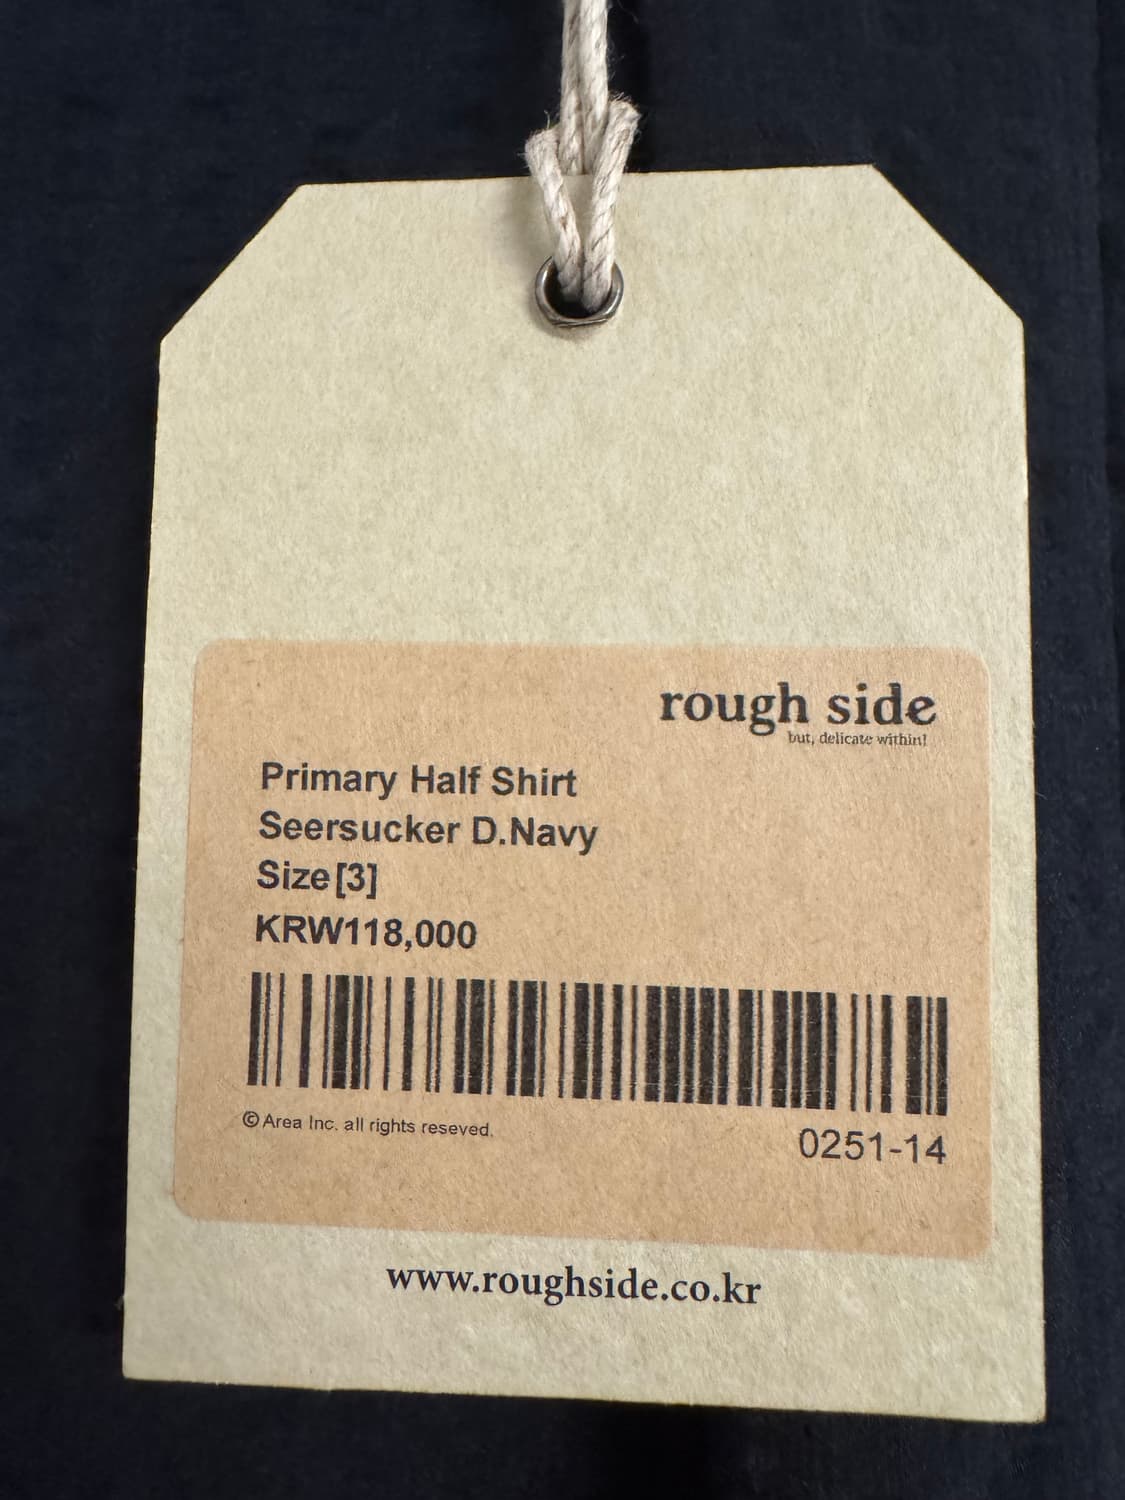 rough side
but, delicate within!
Primary Half Shirt
Seersucker D.Navy
Size[3]
KRW118,000
© Area Inc. all rights reseved.
0251-14
www.roughside.co.kr